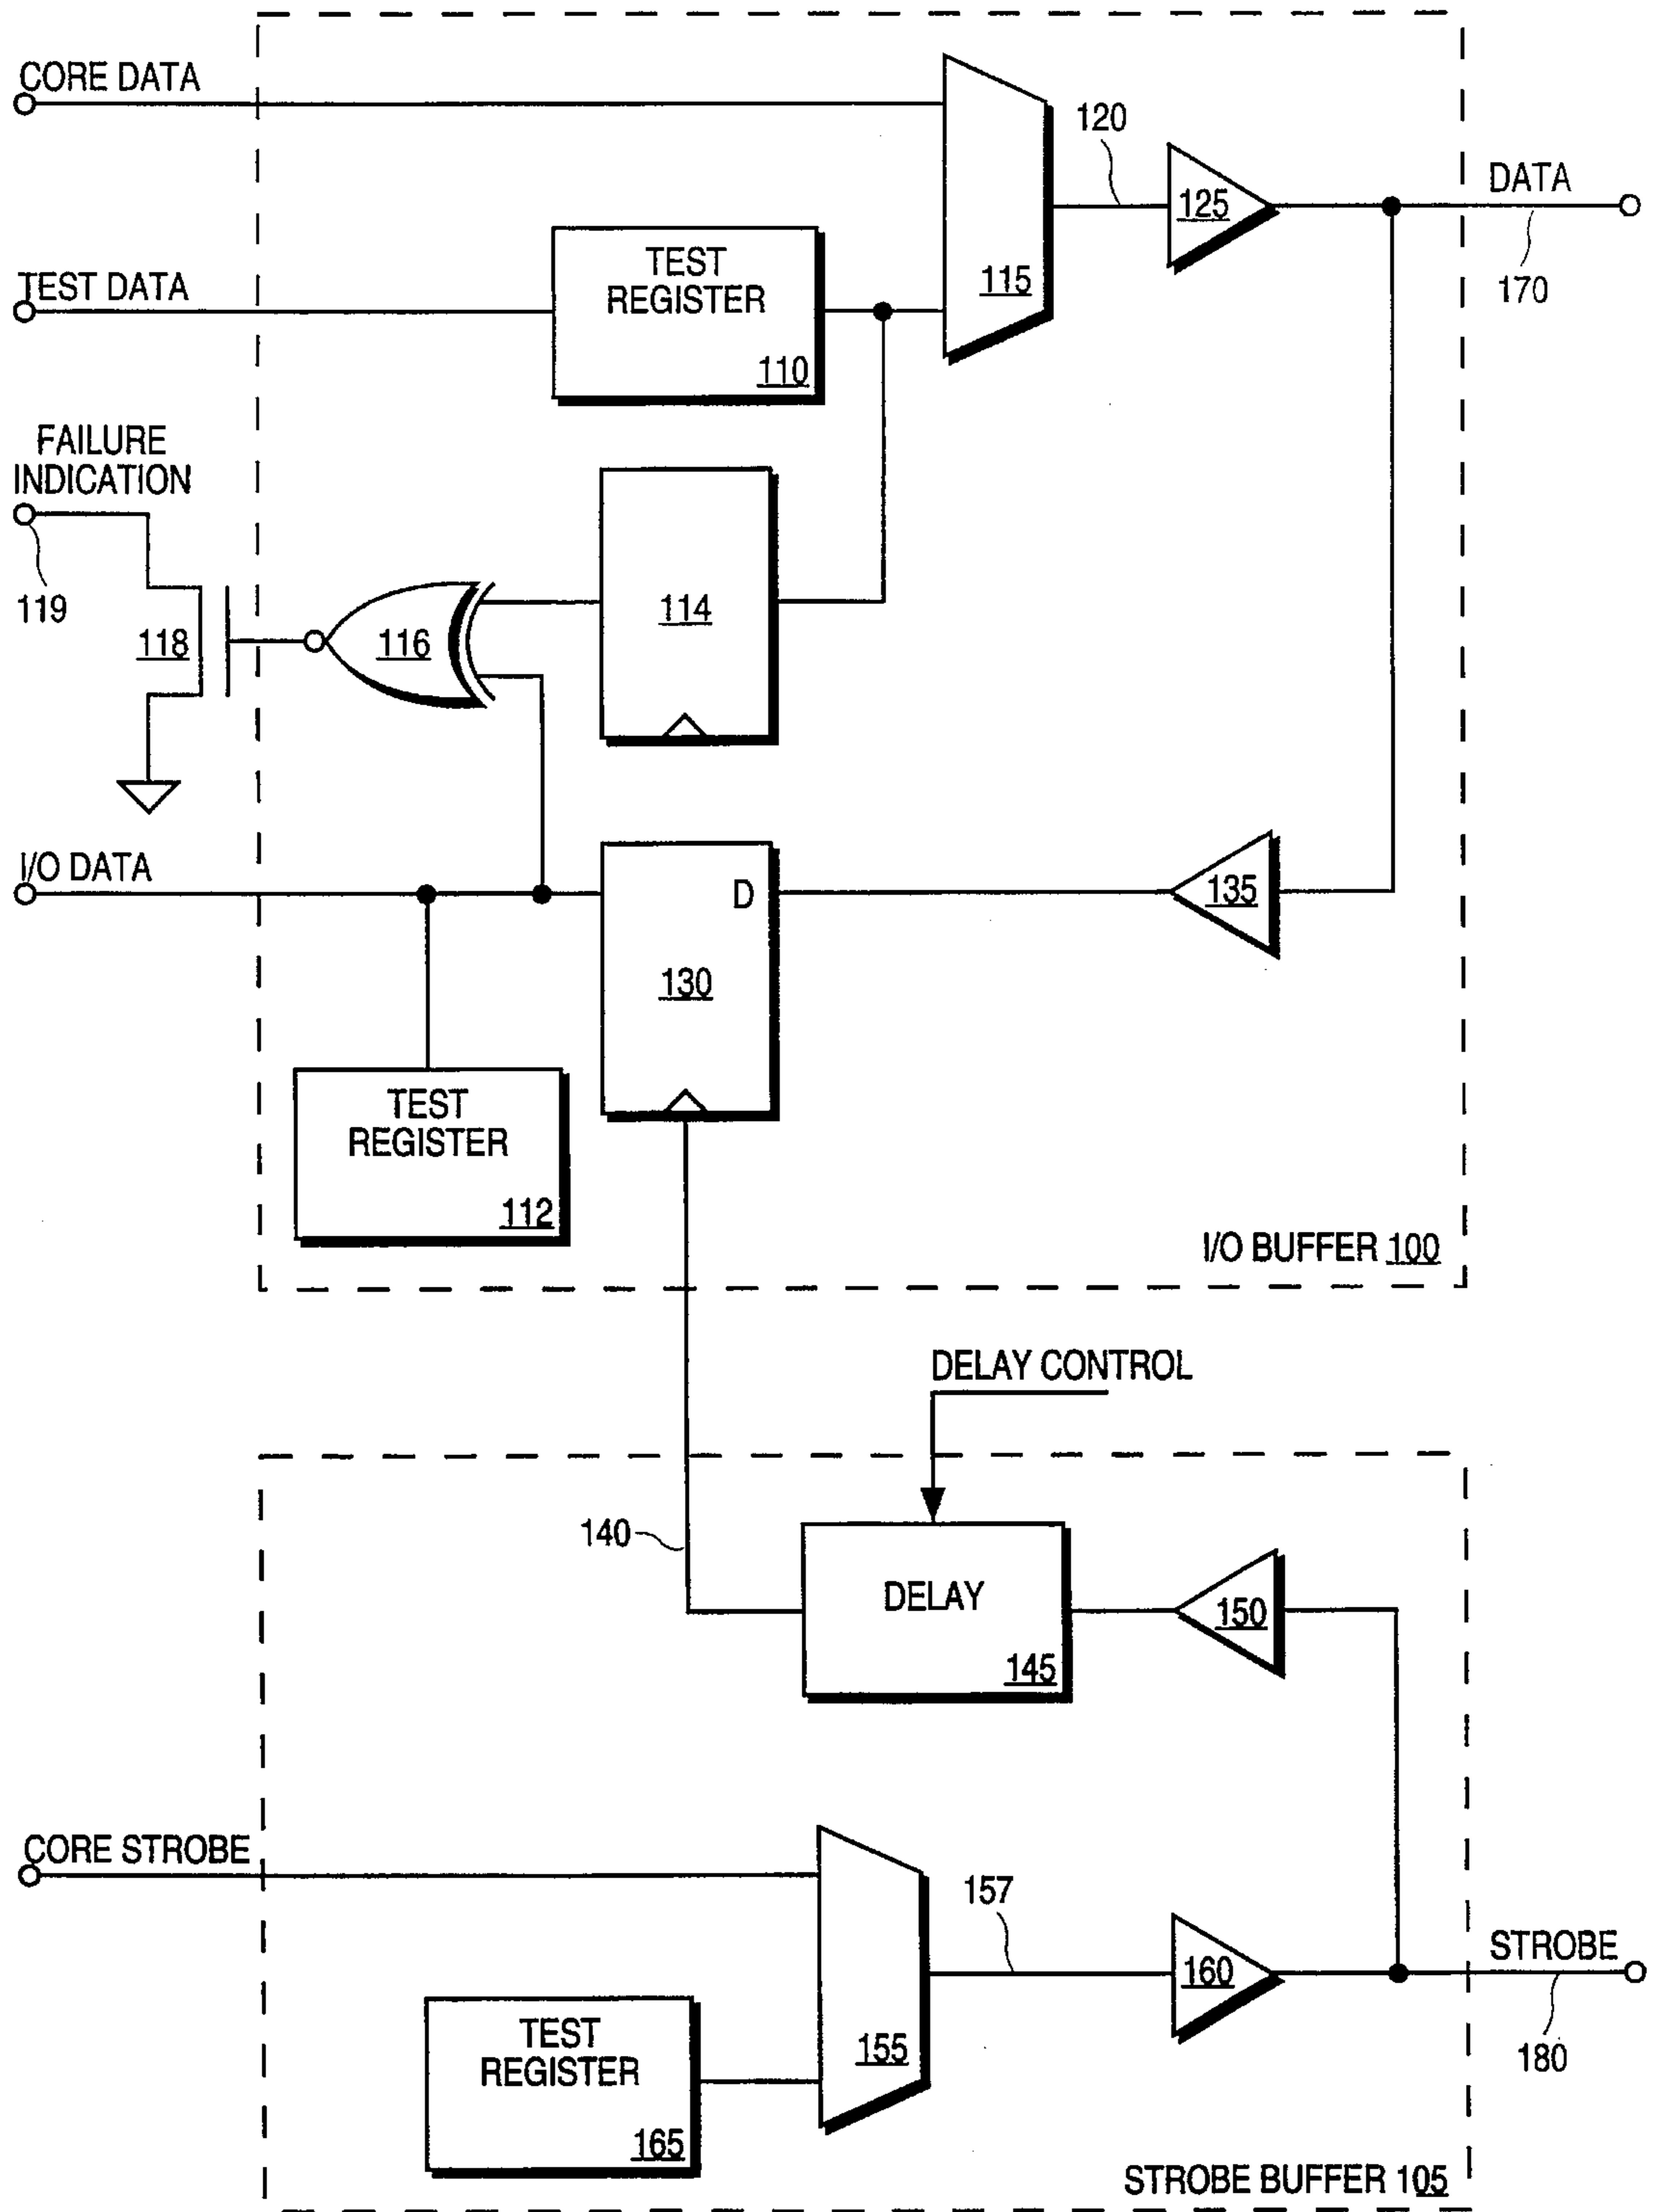 CORE DATA
120
DATA
125
TEST
REGISTER
115
TEST DATA
170
110
FAILURE
INDICATION
119
118
116
114
I/O DATA
D
135
130
TEST
REGISTER
112
I/O BUFFER 100
DELAY CONTROL
140
DELAY
150
145
CORE STROBE
157
STROBE
160
TEST
REGISTER
155
180
165
STROBE BUFFER 105